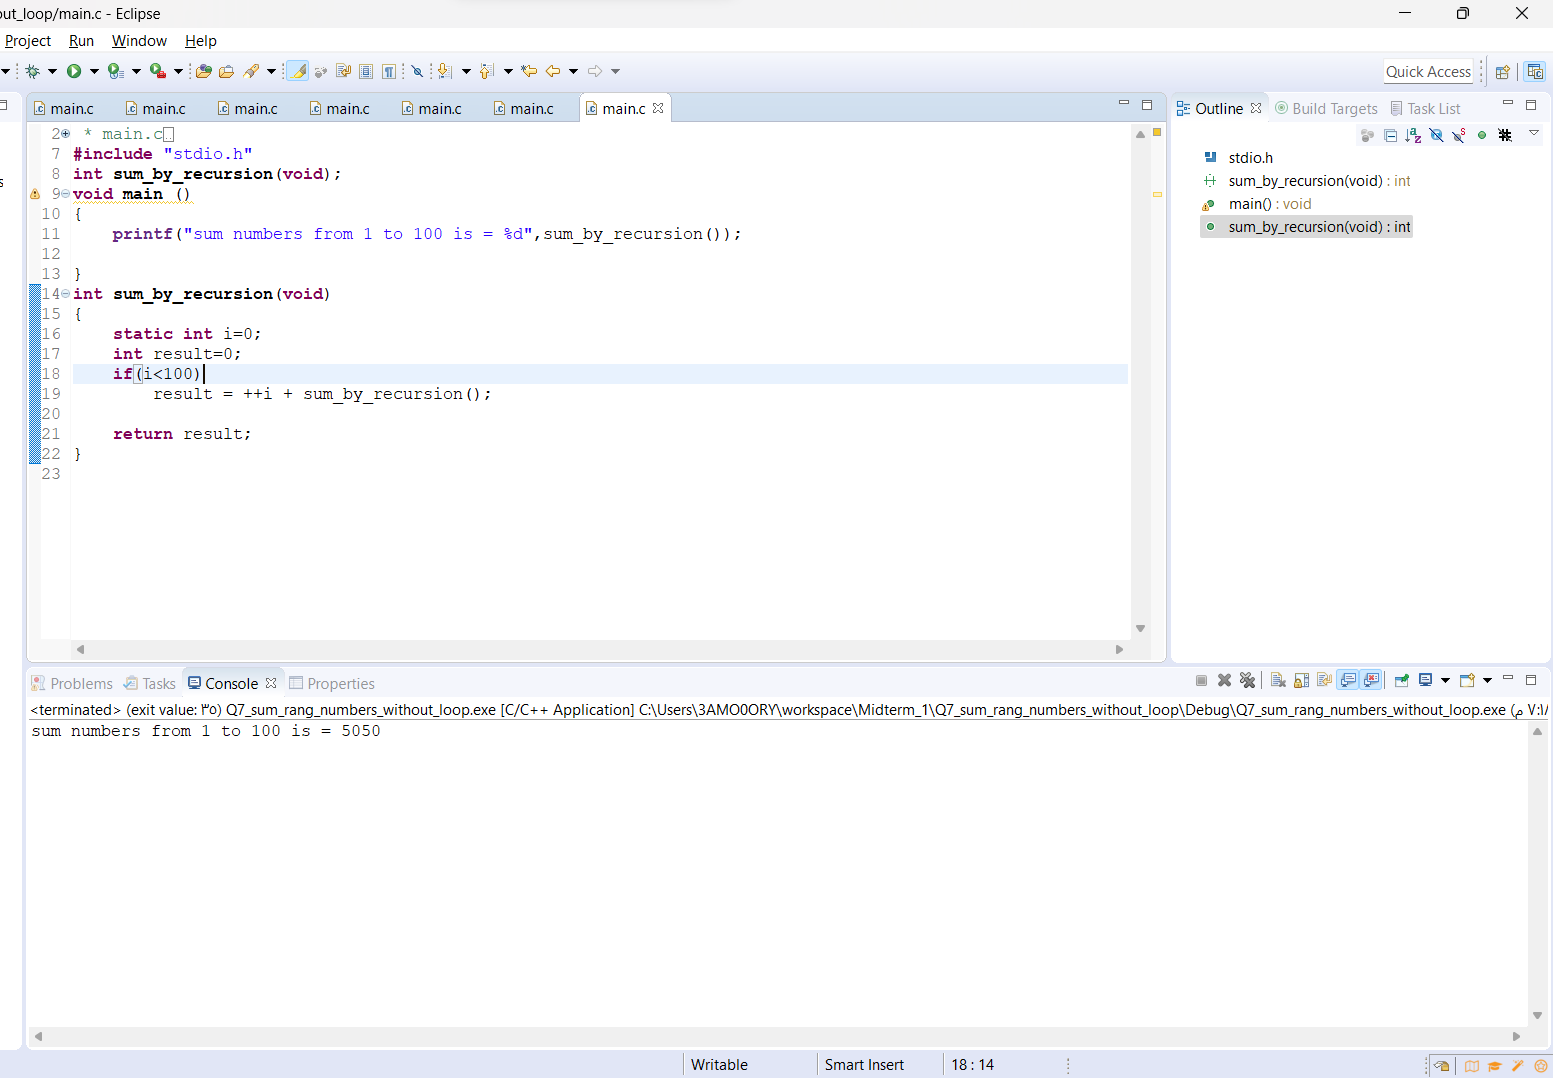 out_loop/main.c - Eclipse
Project Run Window Help
Quick Access
main.c main.c main.c main.c main.c main.c main.c
2 * main.c
7 #include "stdio.h"
8 int sum_by_recursion(void);
9 void main ()
10 {
11     printf("sum numbers from 1 to 100 is = %d",sum_by_recursion());
12
13 }
14 int sum_by_recursion(void)
15 {
16     static int i=0;
17     int result=0;
18     if(i<100)
19         result = ++i + sum_by_recursion();
20
21     return result;
22 }
23
Outline Build Targets Task List
stdio.h
sum_by_recursion(void) : int
main() : void
sum_by_recursion(void) : int
s
Problems Tasks Console Properties
<terminated> (exit value: ٣٥) Q7_sum_rang_numbers_without_loop.exe [C/C++ Application] C:\Users\3AMO0ORY\workspace\Midterm_1\Q7_sum_rang_numbers_without_loop\Debug\Q7_sum_rang_numbers_without_loop.exe
sum numbers from 1 to 100 is = 5050
Writable Smart Insert 18 : 14